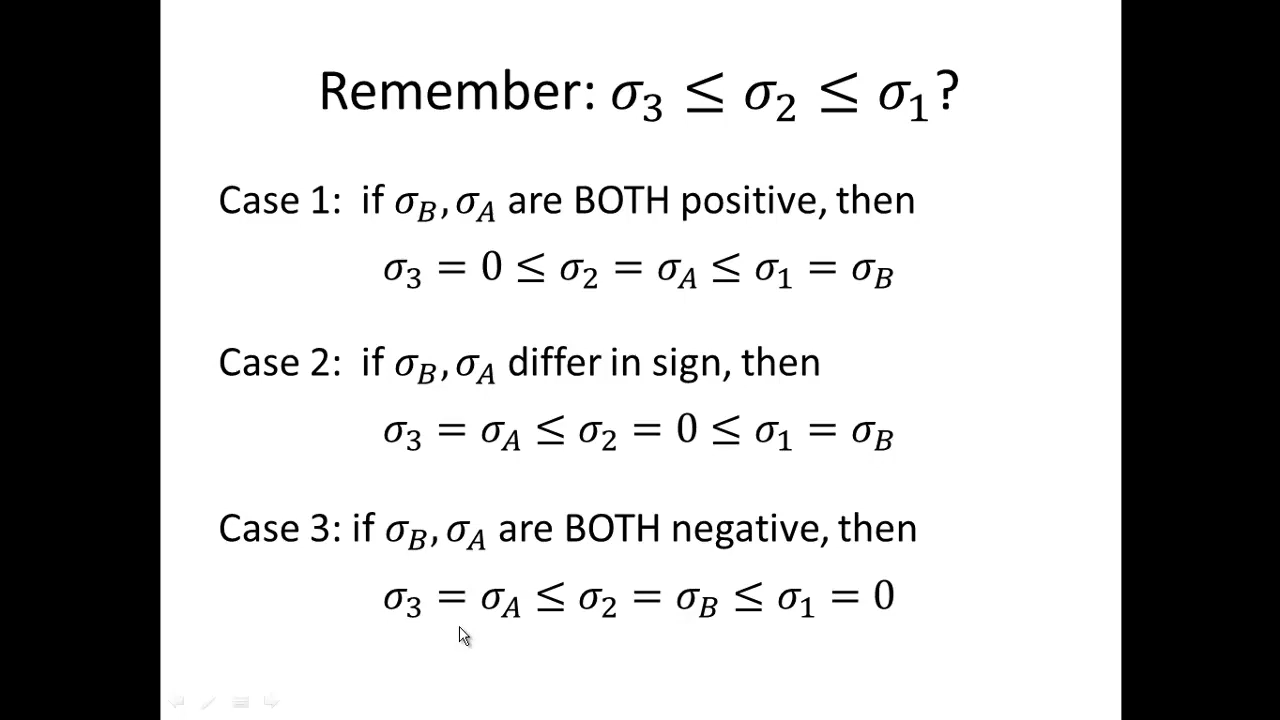 Remember: σ₃ ≤ σ₂ ≤ σ₁?
Case 1: if σ_B, σ_A are BOTH positive, then
σ₃ = 0 ≤ σ₂ = σ_A ≤ σ₁ = σ_B
Case 2: if σ_B, σ_A differ in sign, then
σ₃ = σ_A ≤ σ₂ = 0 ≤ σ₁ = σ_B
Case 3: if σ_B, σ_A are BOTH negative, then
σ₃ = σ_A ≤ σ₂ = σ_B ≤ σ₁ = 0